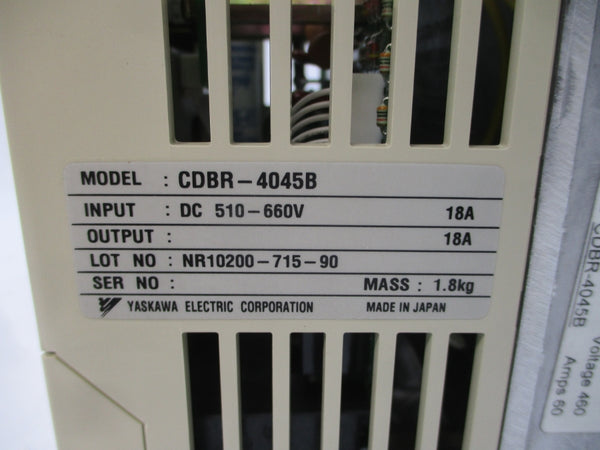 MODEL : CDBR-4045B
INPUT : DC 510-660V 18A
OUTPUT : 18A
LOT NO : NR10200-715-90
SER NO : MASS : 1.8kg
YASKAWA ELECTRIC CORPORATION MADE IN JAPAN
CDBR-4045B
Voltage 460
Amps 60